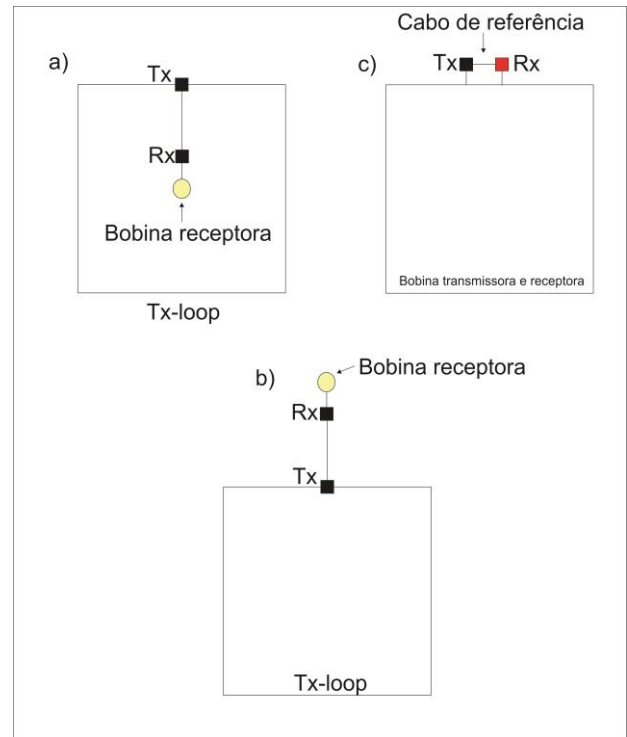 a)
Tx
Rx
Bobina receptora
Tx-loop
Cabo de referência
c)
Tx
Rx
Bobina transmissora e receptora
b)
Bobina receptora
Rx
Tx
Tx-loop